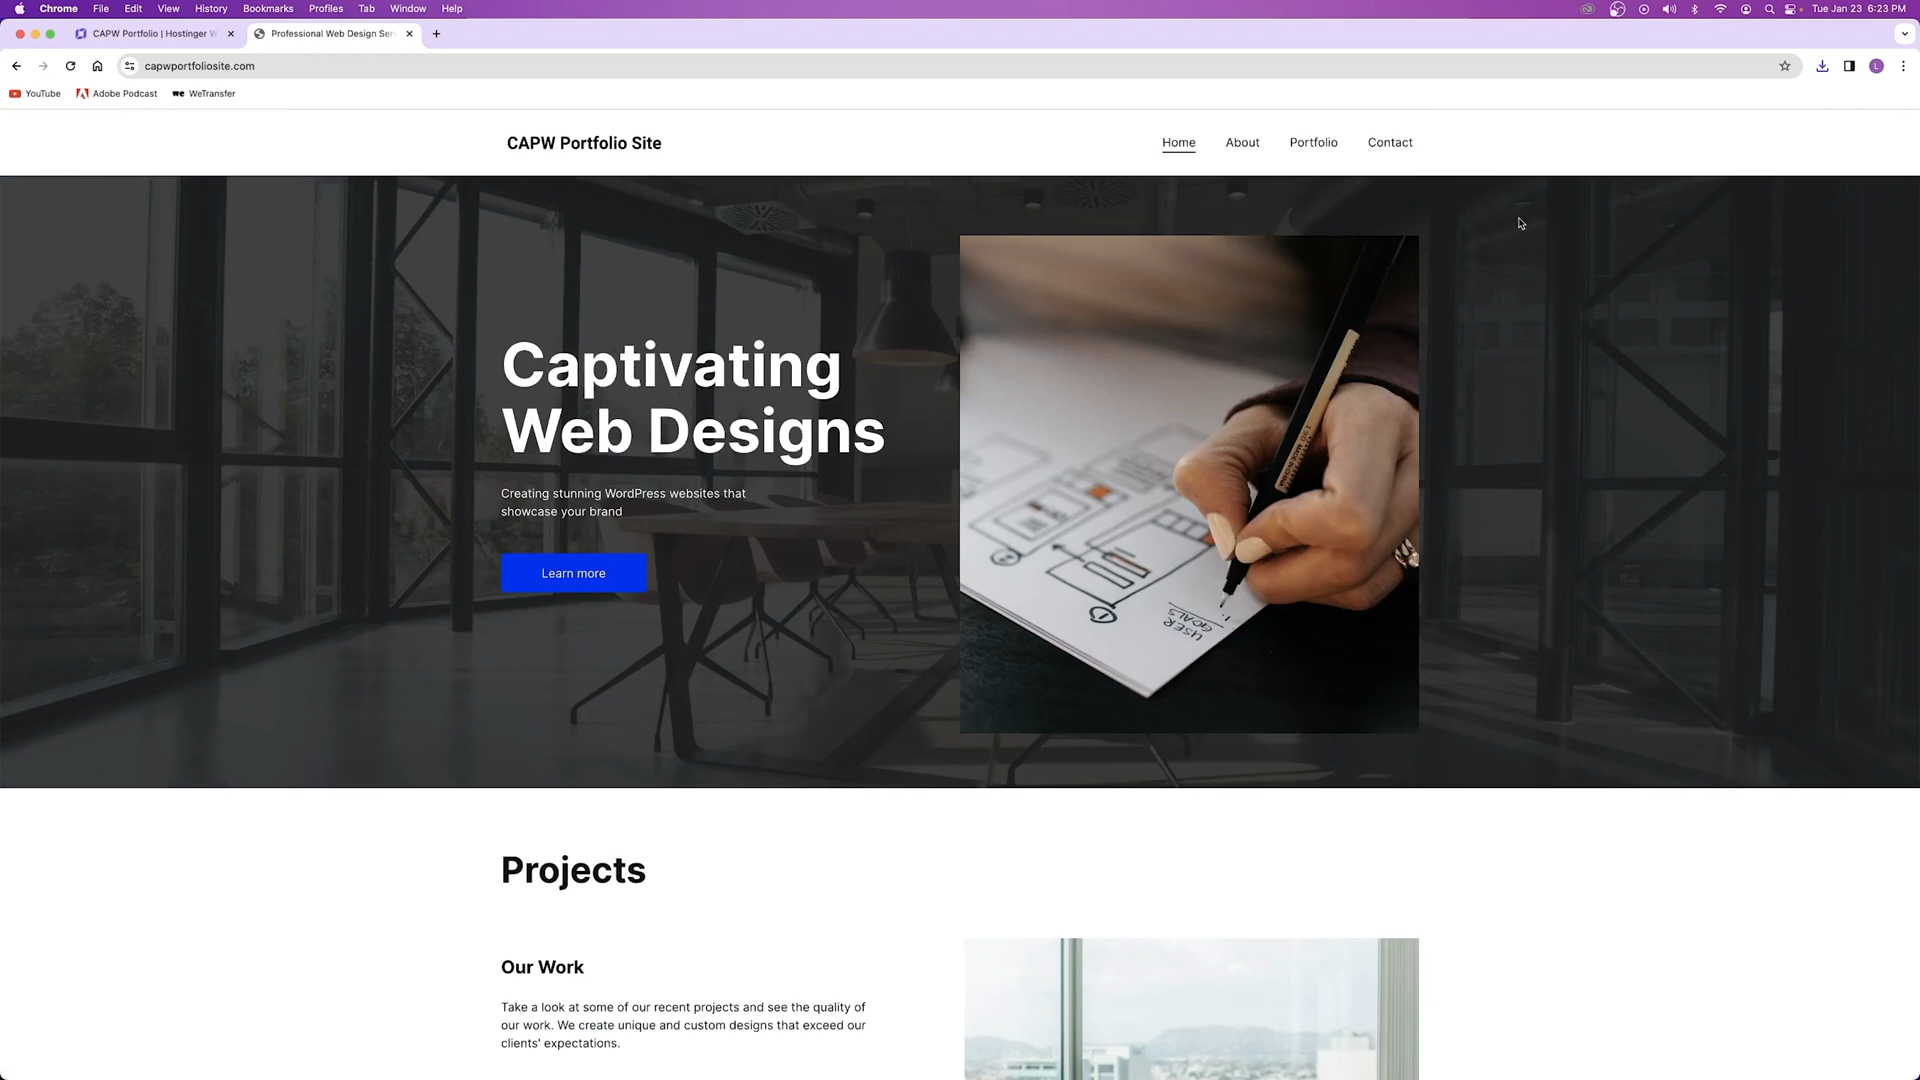 Chrome File Edit View History Bookmarks Profiles Tab Window Help Tue Jan 23 6:23 PM
CAPW Portfolio | Hostinger W Professional Web Design Ser
capwportfoliosite.com L
YouTube Adobe Podcast WeTransfer
CAPW Portfolio Site Home About Portfolio Contact
Captivating
Web Designs
Creating stunning WordPress websites that
showcase your brand
Learn more
USER
GOALS
1.
Projects
Our Work
Take a look at some of our recent projects and see the quality of
our work. We create unique and custom designs that exceed our
clients' expectations.